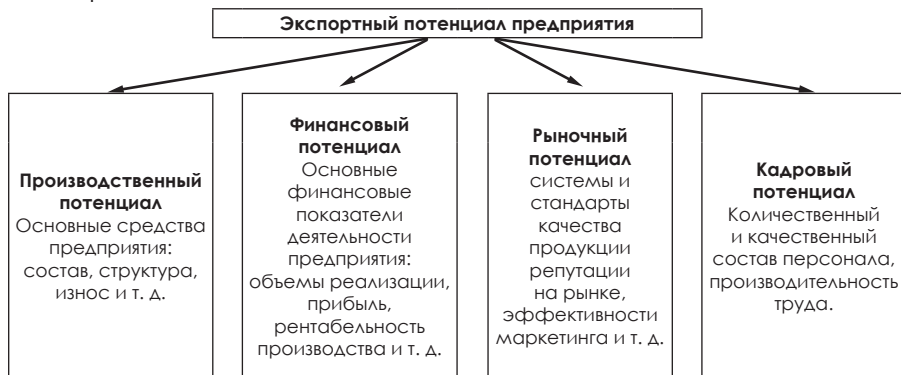 Экспортный потенциал предприятия
Производственный
потенциал
Основные средства
предприятия:
состав, структура,
износ и т. д.
Финансовый
потенциал
Основные
финансовые
показатели
деятельности
предприятия:
объемы реализации,
прибыль,
рентабельность
производства и т. д.
Рыночный
потенциал
системы и
стандарты
качества
продукции
репутации
на рынке,
эффективности
маркетинга и т. д.
Кадровый
потенциал
Количественный
и качественный
состав персонала,
производительность
труда.